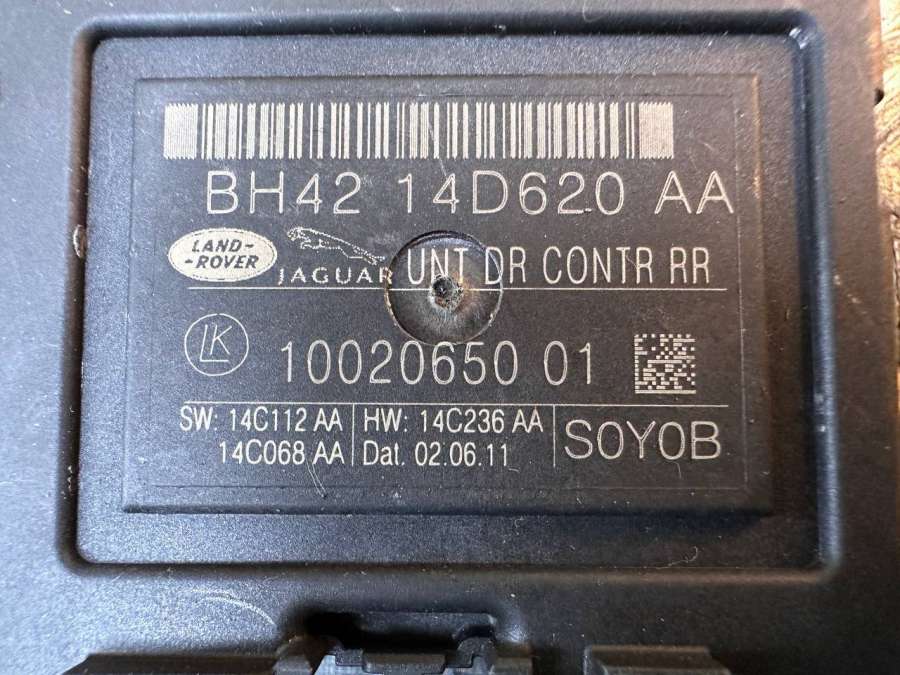 BH42 14D620 AA
LAND-
-ROVER
JAGUAR
UNT DR CONTR RR
LK
10020650 01
SW: 14C112 AA
14C068 AA
HW: 14C236 AA
Dat. 02.06.11
S0Y0B